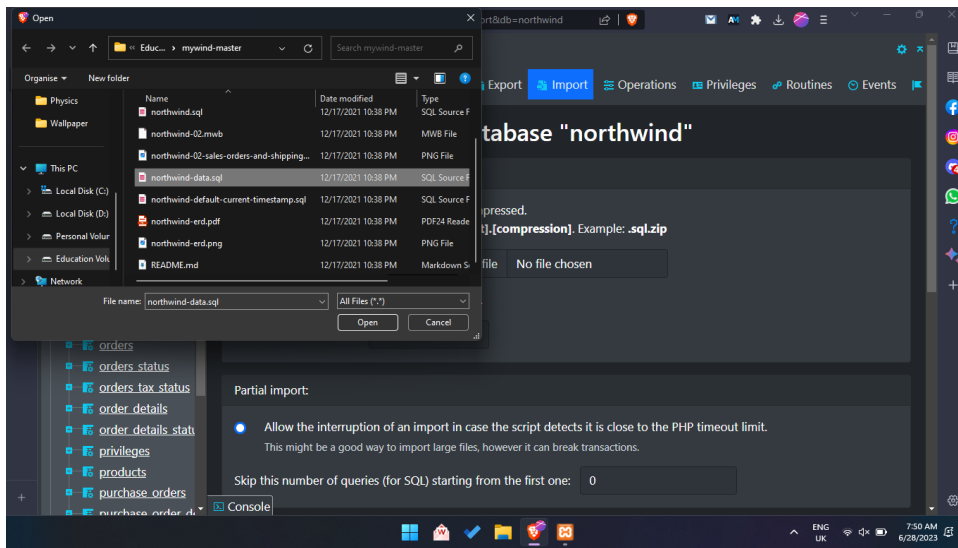 Open
ort&db=northwind
Educ... > mywind-master
Search mywind-master
Organise
New folder
Physics
Wallpaper
This PC
Local Disk (C:)
Local Disk (D:)
Personal Volur
Education Volu
Network
Name Date modified Type
northwind.sql 12/17/2021 10:38 PM SQL Source F
northwind-02.mwb 12/17/2021 10:38 PM MWB File
northwind-02-sales-orders-and-shipping... 12/17/2021 10:38 PM PNG File
northwind-data.sql 12/17/2021 10:38 PM SQL Source F
northwind-default-current-timestamp.sql 12/17/2021 10:38 PM SQL Source F
northwind-erd.pdf 12/17/2021 10:38 PM PDF24 Reade
northwind-erd.png 12/17/2021 10:38 PM PNG File
README.md 12/17/2021 10:38 PM Markdown S
File name: northwind-data.sql All Files (*.*)
Open Cancel
Export Import Operations Privileges Routines Events
tabase "northwind"
pressed.
t].[compression]. Example: .sql.zip
file No file chosen
orders
orders_status
orders_tax_status
order_details
order_details_statu
privileges
products
purchase_orders
purchase_order_d
Partial import:
Allow the interruption of an import in case the script detects it is close to the PHP timeout limit.
This might be a good way to import large files, however it can break transactions.
Skip this number of queries (for SQL) starting from the first one: 0
Console
ENG
UK
7:50 AM
6/28/2023